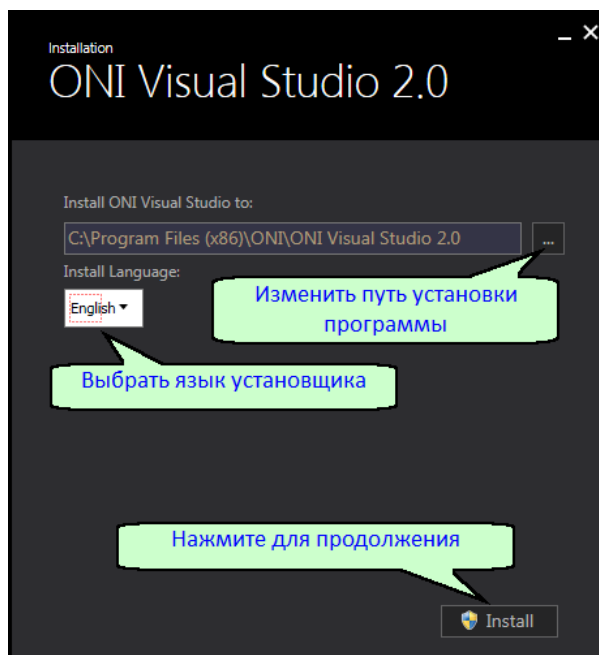 Installation
ONI Visual Studio 2.0
Install ONI Visual Studio to:
C:\Program Files (x86)\ONI\ONI Visual Studio 2.0
...
Install Language:
English
Изменить путь установки
программы
Выбрать язык установщика
Нажмите для продолжения
Install